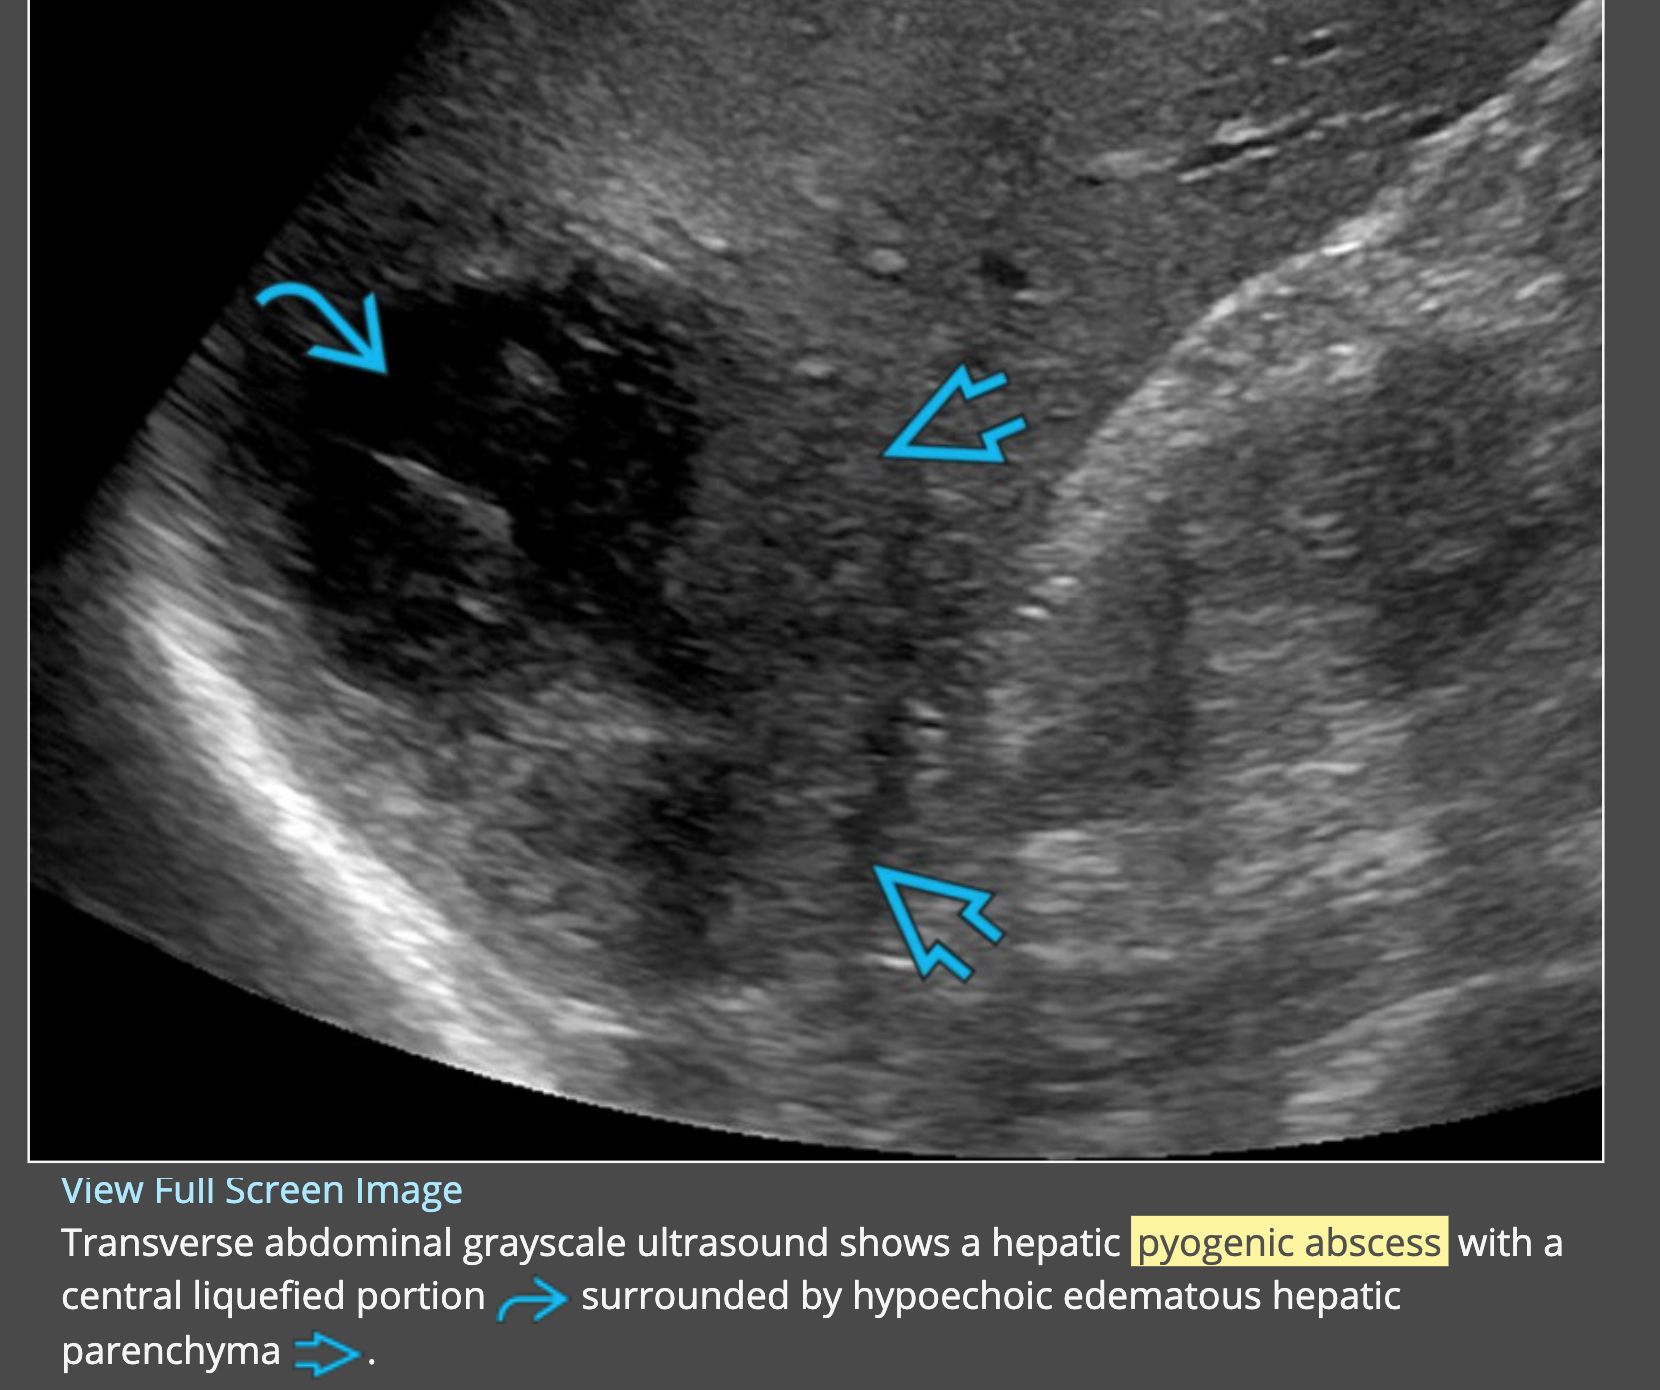 View Full Screen Image
Transverse abdominal grayscale ultrasound shows a hepatic pyogenic abscess with a
central liquefied portion surrounded by hypoechoic edematous hepatic
parenchyma .